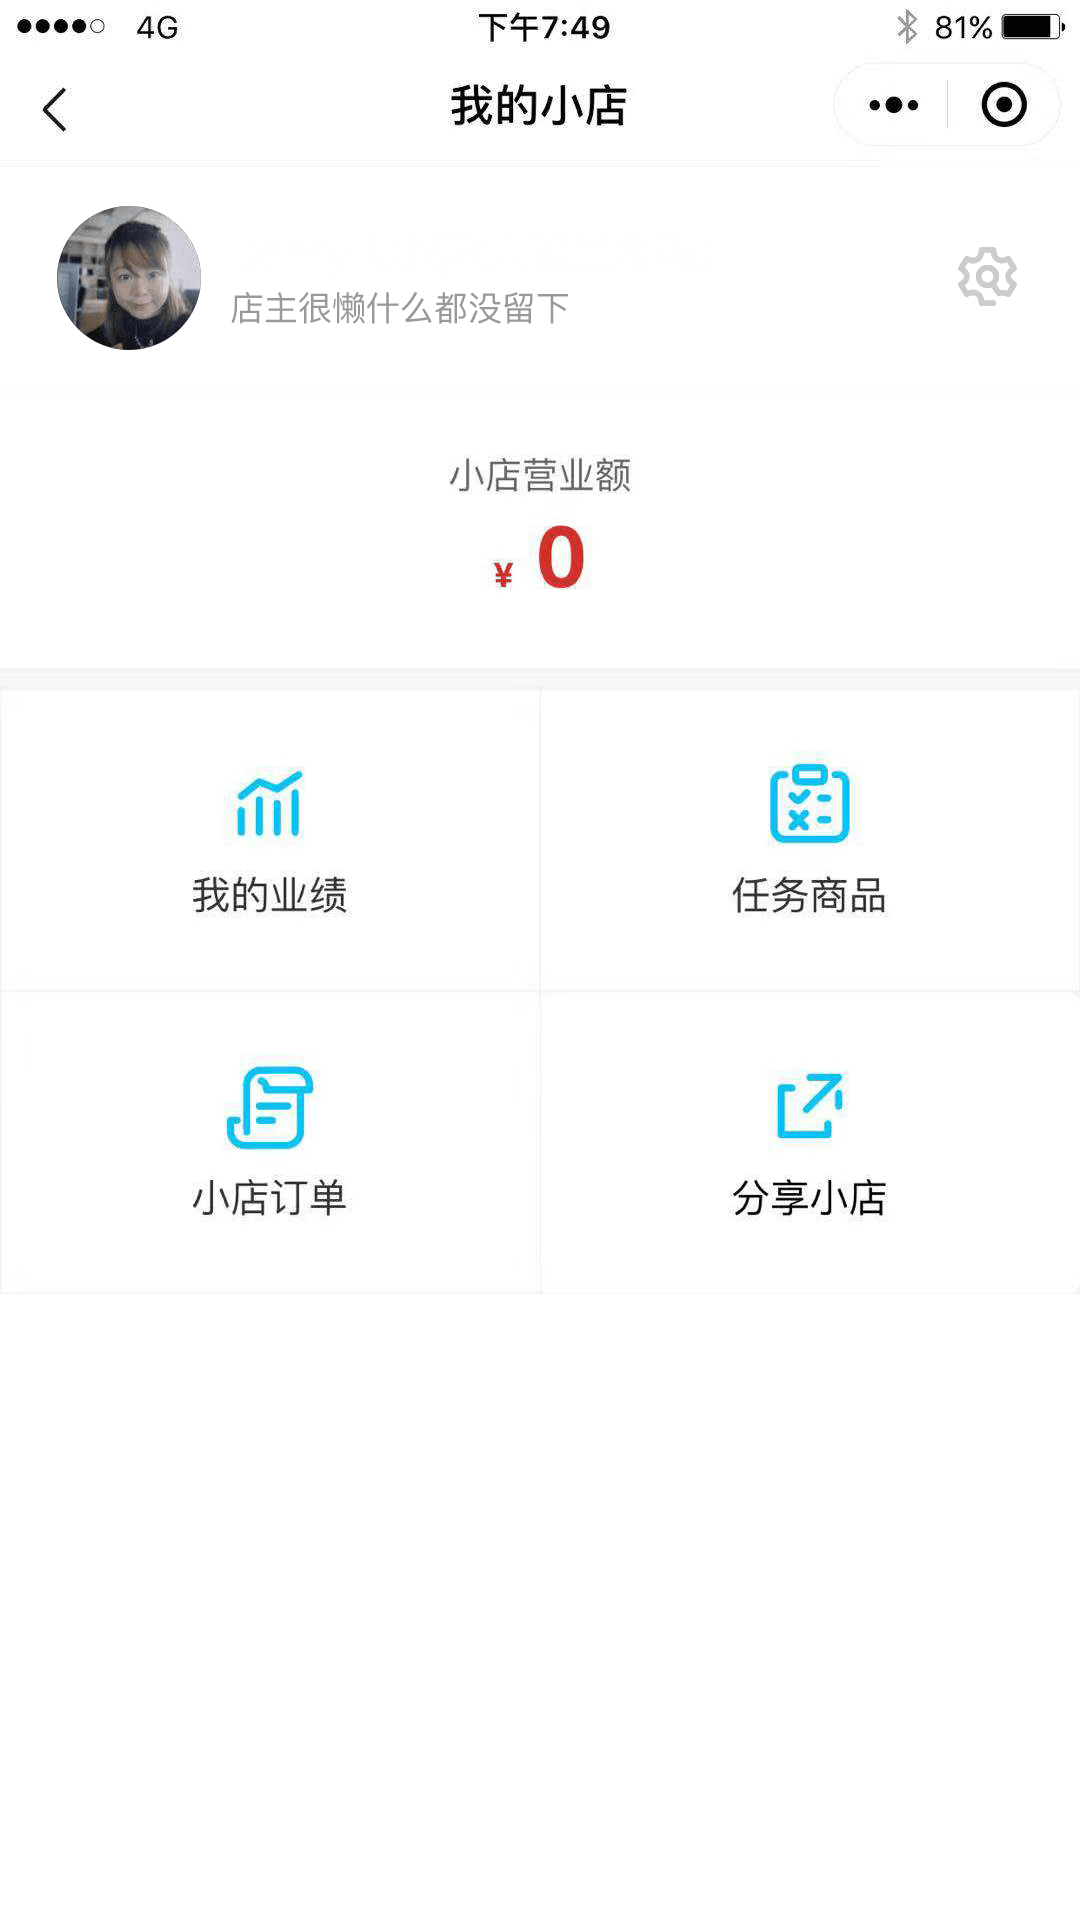 4G 下午7:49 81%
我的小店
店主很懒什么都没留下
小店营业额
¥ 0
我的业绩 任务商品
小店订单 分享小店